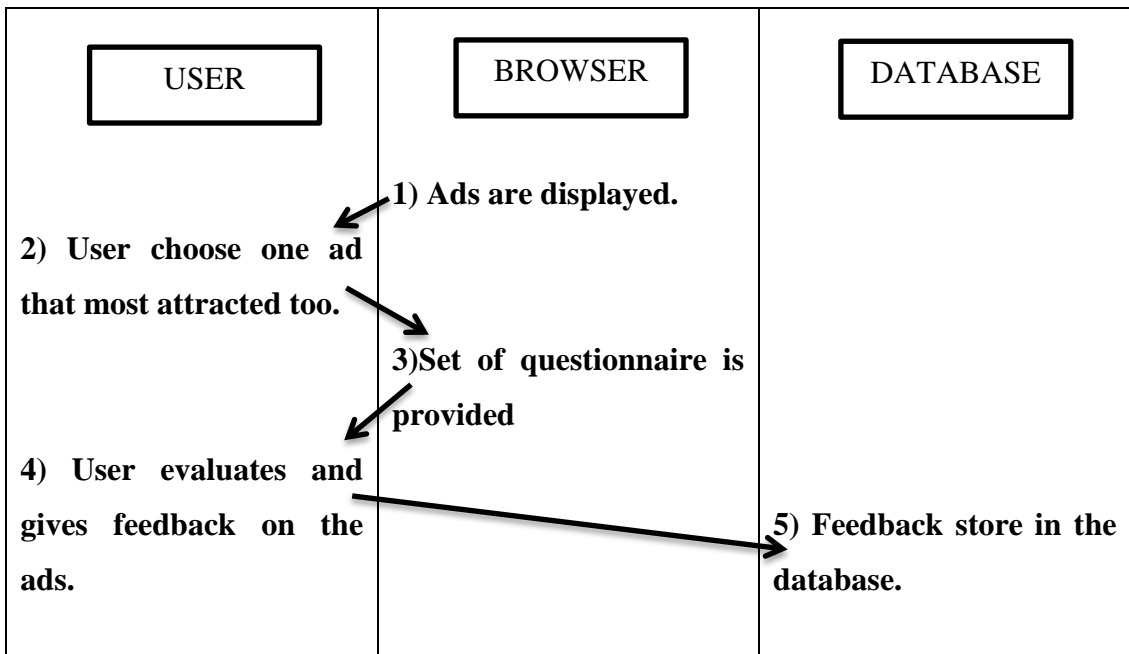 USER
BROWSER
DATABASE
1) Ads are displayed.
2) User choose one ad
that most attracted too.
3)Set of questionnaire is
provided
4) User evaluates and
gives feedback on the
ads.
5) Feedback store in the
database.